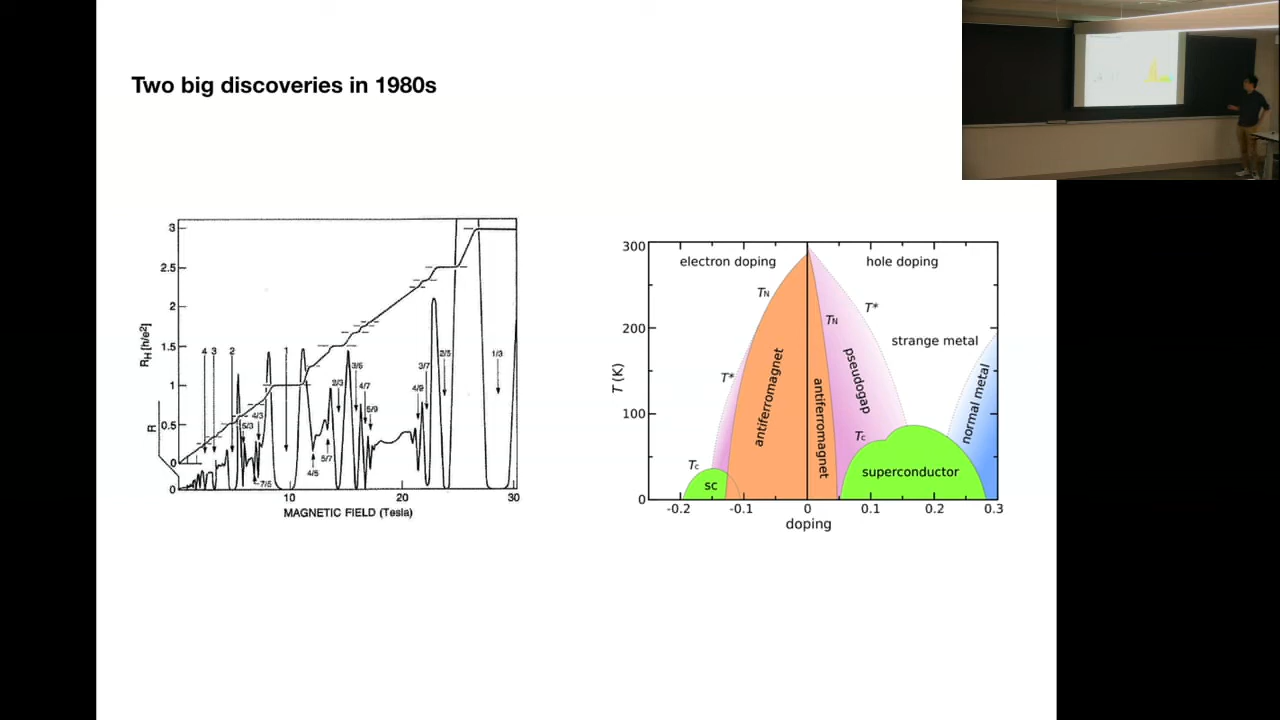 Two big discoveries in 1980s
3
2.5
2
1.5
1
0.5
0
0
R_H [h/e2]
R
4 3 2 1
4/3
5/3
7/5
4/5
5/7
2/3
3/5
4/7
5/9
4/9
3/7
2/5
1/3
10 20 30
MAGNETIC FIELD (Tesla)
300
200
100
0
T (K)
electron doping
hole doping
TN
T*
TN
T*
strange metal
antiferromagnet
antiferromagnet
pseudogap
normal metal
Tc
Tc
sc
superconductor
-0.2 -0.1 0 0.1 0.2 0.3
doping